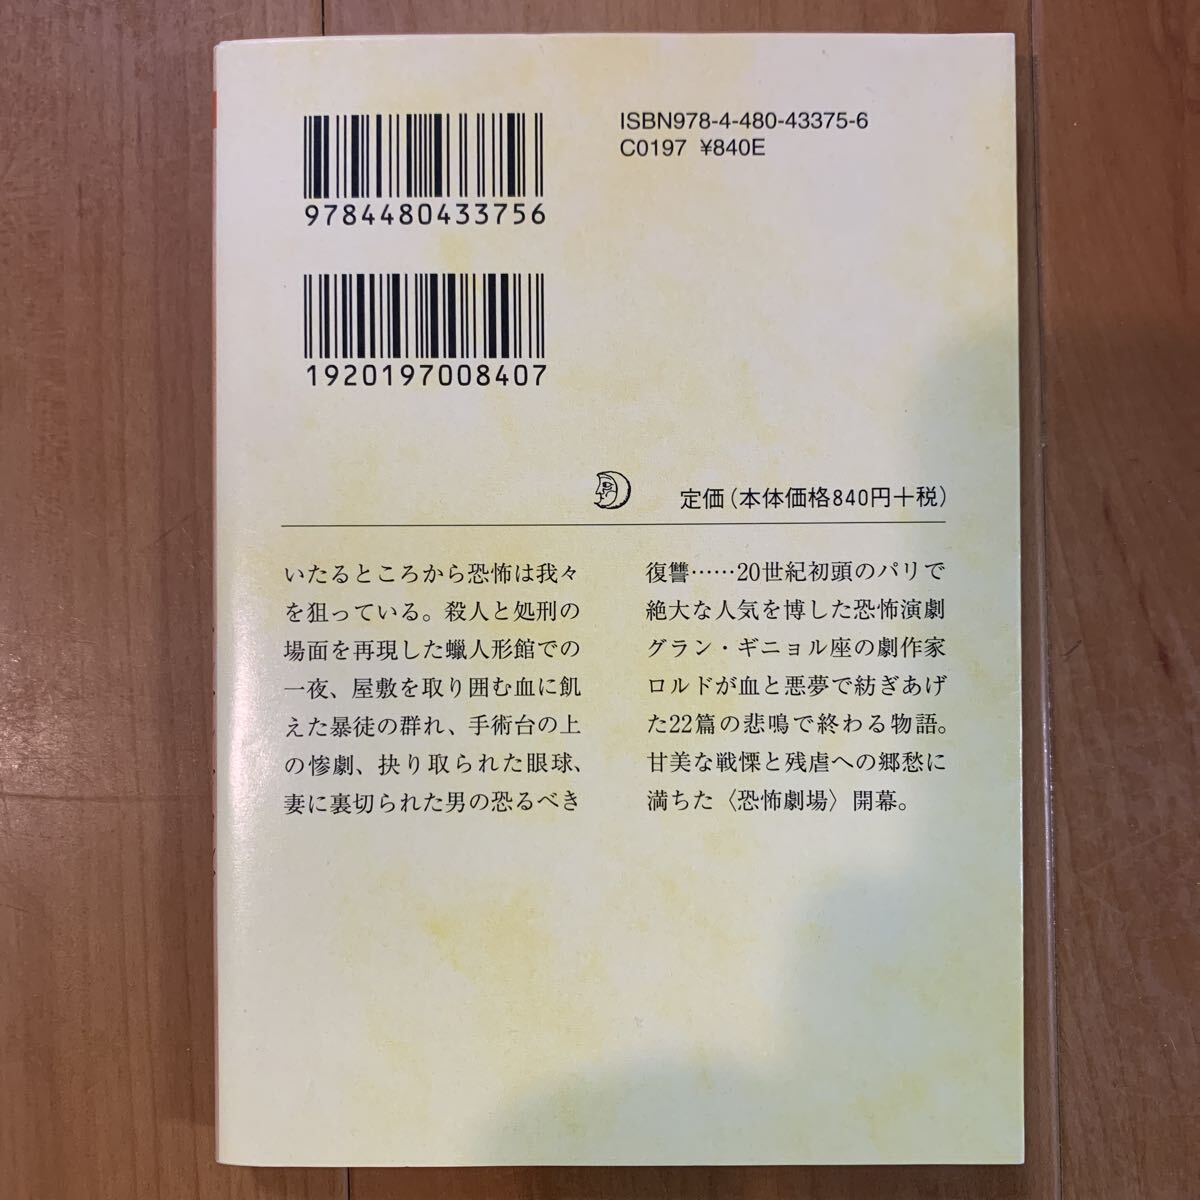 9784480433756
ISBN978-4-480-43375-6
C0197 ¥840E
1920197008407
定価(本体価格840円+税)
いたるところから恐怖は我々
を狙っている。殺人と処刑の
場面を再現した蠟人形館での
一夜、屋敷を取り囲む血に飢
えた暴徒の群れ、手術台の上
の惨劇、抉り取られた眼球、
妻に裏切られた男の恐るべき
復讐……20世紀初頭のパリで
絶大な人気を博した恐怖演劇
グラン・ギニョル座の劇作家
ロルドが血と悪夢で紡ぎあげ
た22篇の悲鳴で終わる物語。
甘美な戦慄と残虐への郷愁に
満ちた〈恐怖劇場〉開幕。